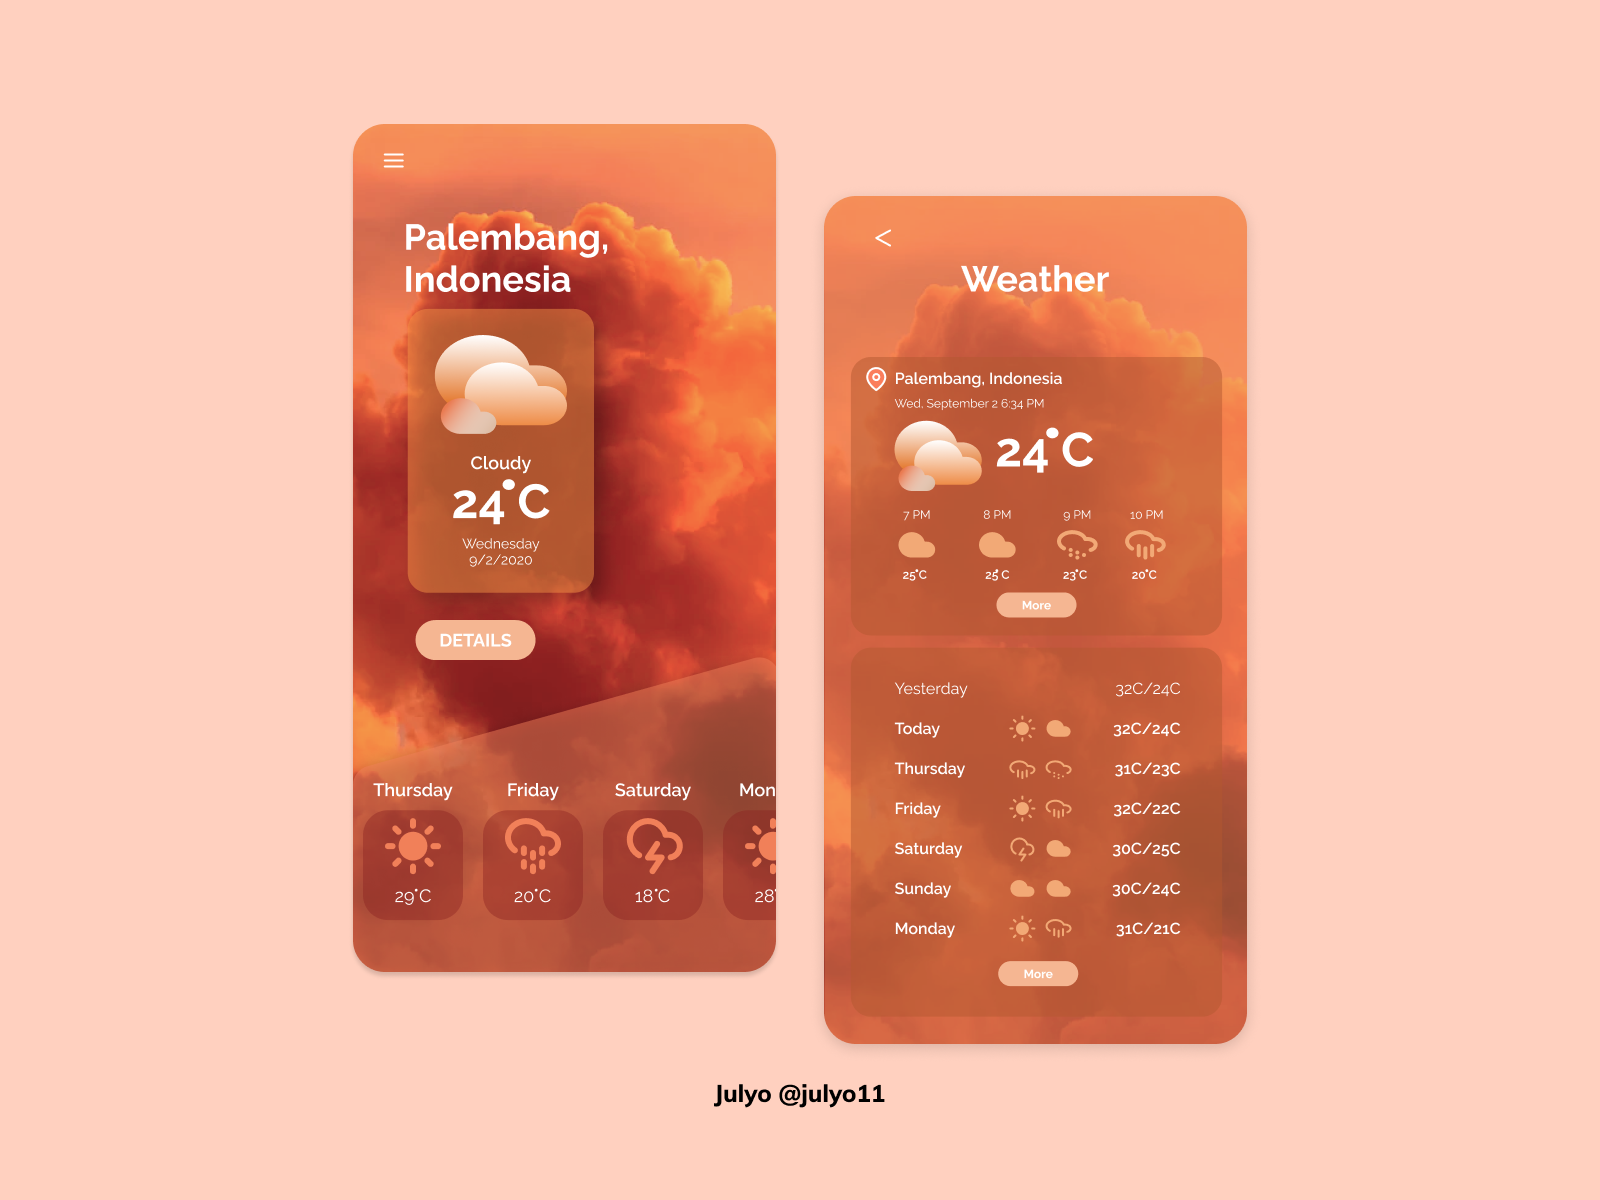 Palembang,
Indonesia
Cloudy
24°C
Wednesday
9/2/2020
DETAILS
Thursday Friday Saturday Mon
29°C 20°C 18°C 28°
<
Weather
Palembang, Indonesia
Wed, September 2 6:34 PM
24°C
7 PM 8 PM 9 PM 10 PM
25°C 25°C 23°C 20°C
More
Yesterday 32C/24C
Today 32C/24C
Thursday 31C/23C
Friday 32C/22C
Saturday 30C/25C
Sunday 30C/24C
Monday 31C/21C
More
Julyo @julyo11